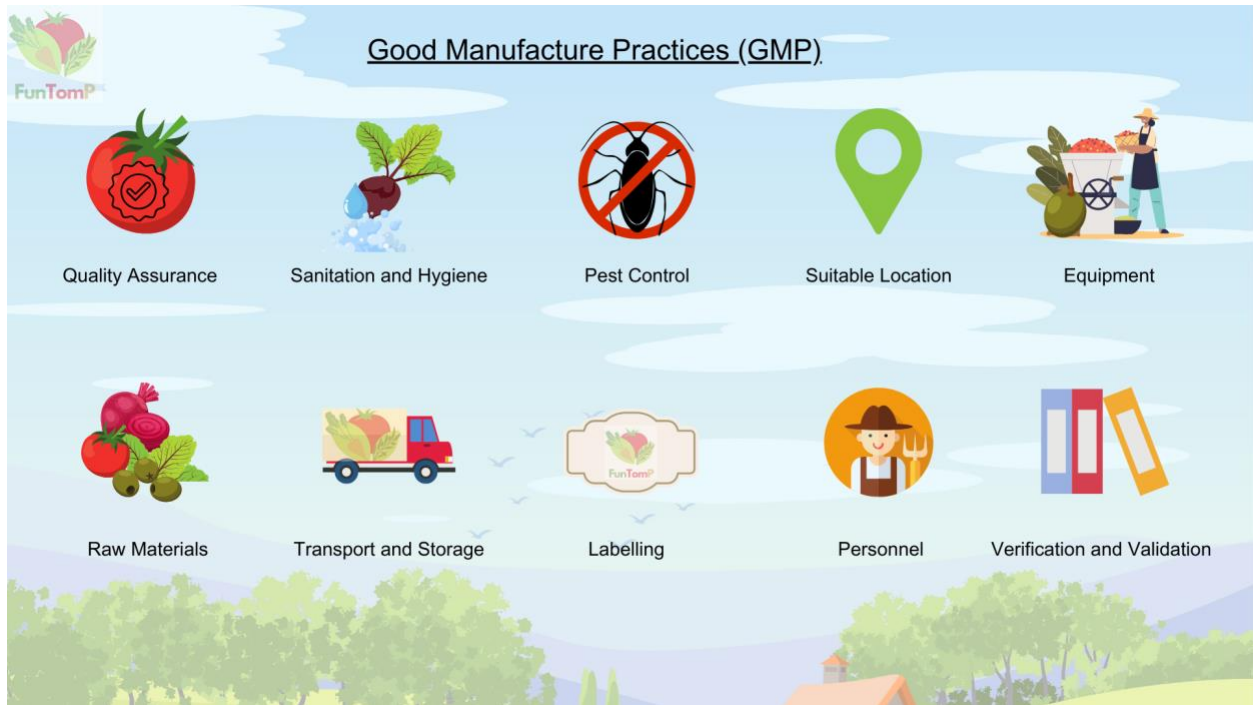 FunTomP
Good Manufacture Practices (GMP)
Quality Assurance
Sanitation and Hygiene
Pest Control
Suitable Location
Equipment
FunTomP
Raw Materials
Transport and Storage
Labelling
Personnel
Verification and Validation